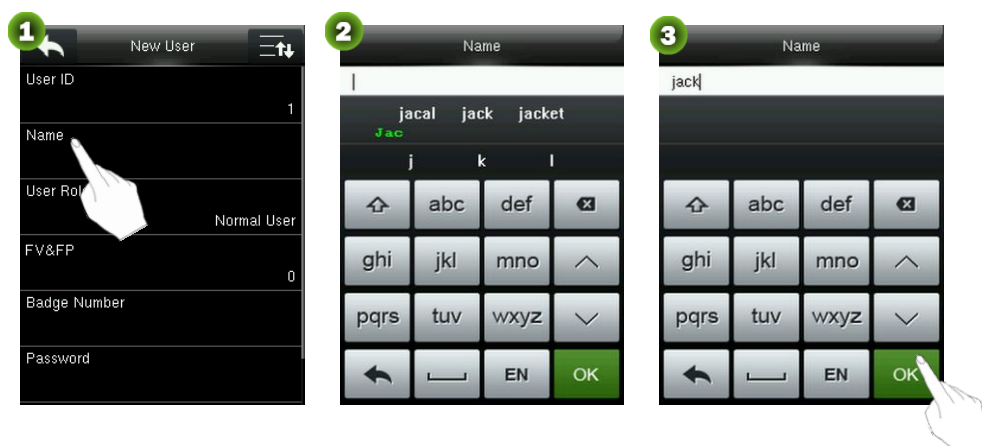 1
New User
User ID
1
Name
User Rol
Normal User
FV&FP
0
Badge Number
Password
2
Name
jacal jack jacket
Jac
j k l
abc def
ghi jkl mno
pqrs tuv wxyz
EN OK
3
Name
jack
abc def
ghi jkl mno
pqrs tuv wxyz
EN OK